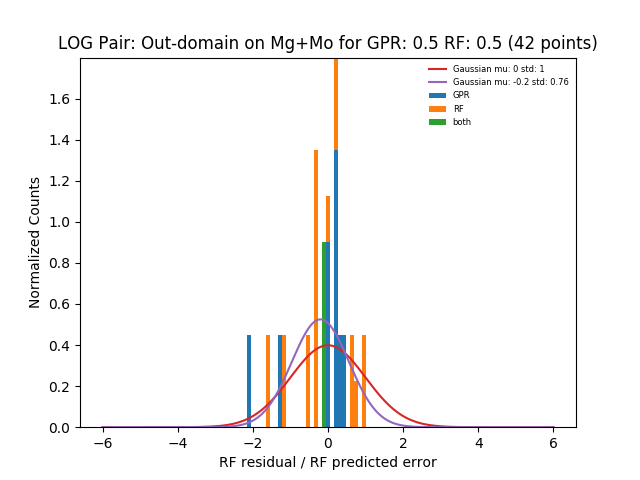 LOG Pair: Out-domain on Mg+Mo for GPR: 0.5 RF: 0.5 (42 points)
Gaussian mu: 0 std: 1
Gaussian mu: -0.2 std: 0.76
GPR
RF
both
Normalized Counts
1.6
1.4
1.2
1.0
0.8
0.6
0.4
0.2
0.0
−6 −4 −2 0 2 4 6
RF residual / RF predicted error